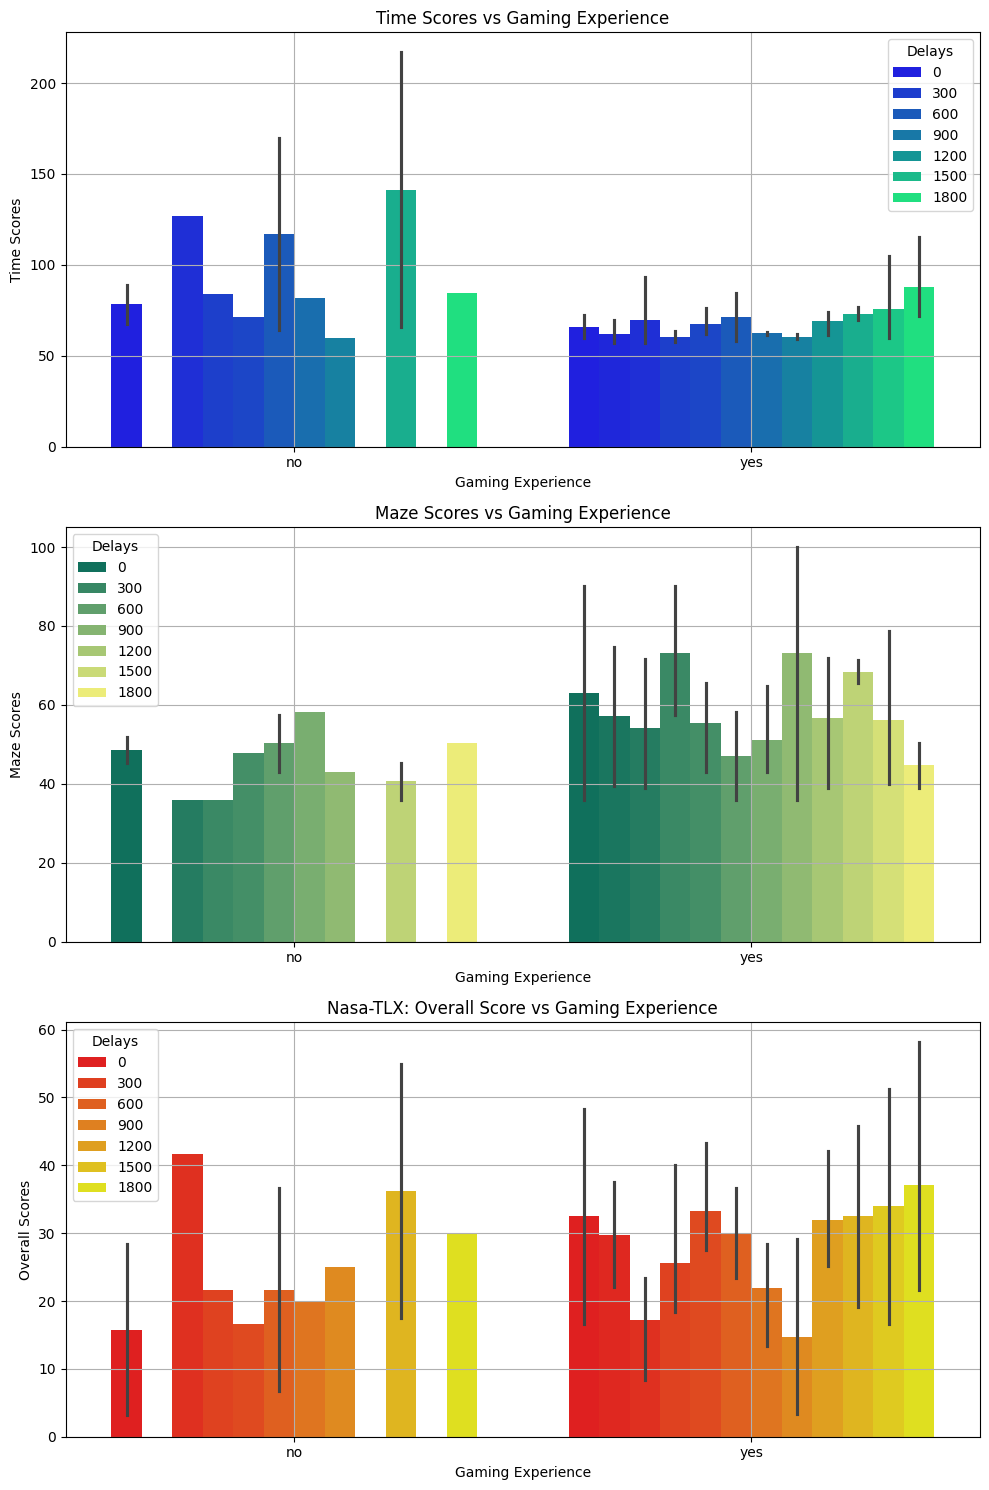 Time Scores vs Gaming Experience
Time Scores
200
150
100
50
0
Delays
0
300
600
900
1200
1500
1800
no
yes
Gaming Experience
Maze Scores vs Gaming Experience
Maze Scores
100
80
60
40
20
0
Delays
0
300
600
900
1200
1500
1800
no
yes
Gaming Experience
Nasa-TLX: Overall Score vs Gaming Experience
Overall Scores
60
50
40
30
20
10
0
Delays
0
300
600
900
1200
1500
1800
no
yes
Gaming Experience